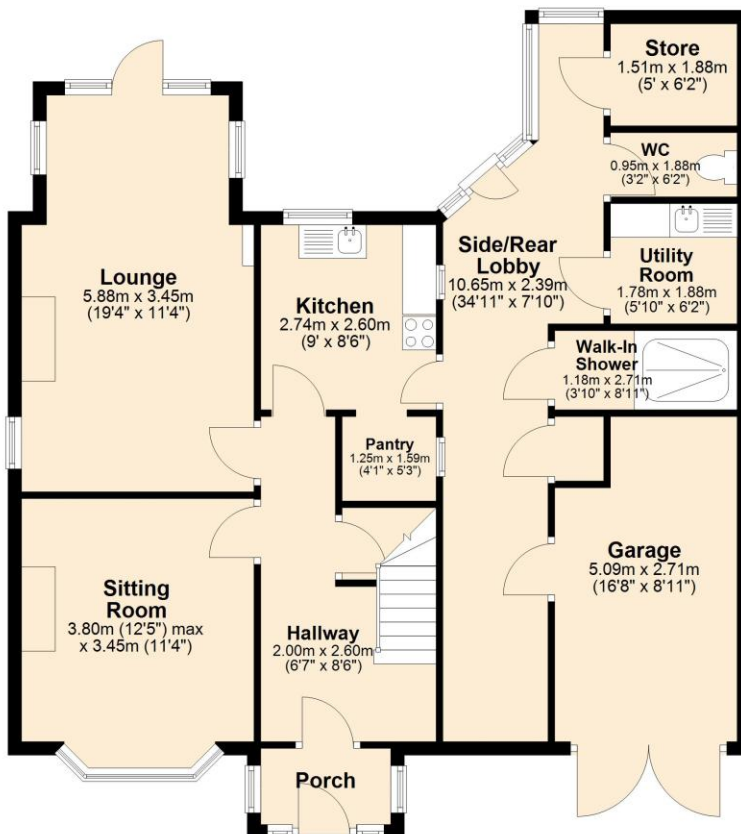 Store
1.51m x 1.88m
(5' x 6'2")
WC
0.95m x 1.88m
(3'2" x 6'2")
Lounge
5.88m x 3.45m
(19'4" x 11'4")
Kitchen
2.74m x 2.60m
(9' x 8'6")
Side/Rear
Lobby
10.65m x 2.39m
(34'11" x 7'10")
Utility
Room
1.78m x 1.88m
(5'10" x 6'2")
Walk-In
Shower
1.18m x 2.71m
(3'10" x 8'11")
Pantry
1.25m x 1.59m
(4'1" x 5'3")
Sitting
Room
3.80m (12'5") max
x 3.45m (11'4")
Hallway
2.00m x 2.60m
(6'7" x 8'6")
Garage
5.09m x 2.71m
(16'8" x 8'11")
Porch